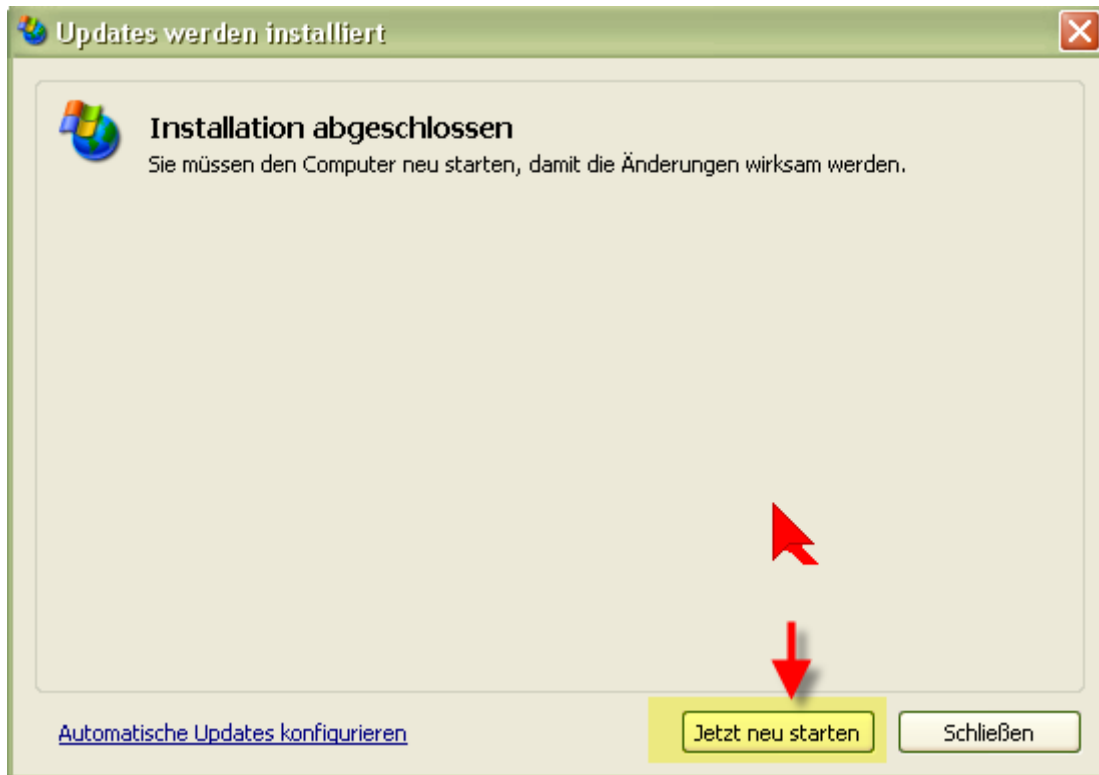 Updates werden installiert
Installation abgeschlossen
Sie müssen den Computer neu starten, damit die Änderungen wirksam werden.
Automatische Updates konfigurieren
Jetzt neu starten
Schließen